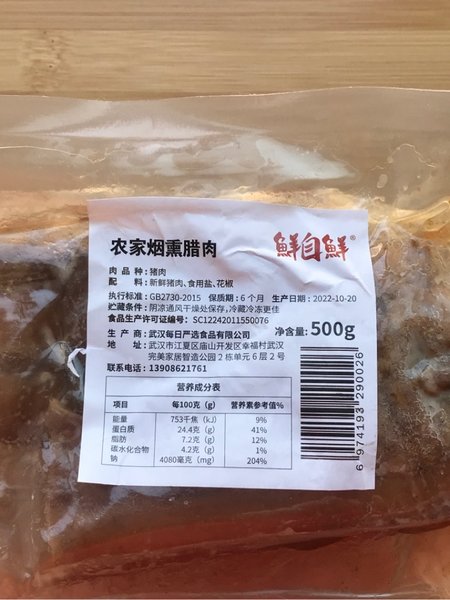 农家烟熏腊肉
鲜自鲜
肉 品 种:猪肉
配 料:新鲜猪肉、食用盐、花椒
执行标准:GB2730-2015 保质期:6个月 生产日期:2022-10-20
贮藏条件:阴凉通风干燥处保存,冷藏冷冻更佳
食品生产许可证编号:SC12242011550076
生 产 商:武汉每日严选食品有限公司
净含量:500g
地 址:武汉市江夏区庙山开发区幸福村武汉
完美家居智造公园2栋单元6层2号
联系电话:13908621761
营养成分表
项目 每100克(g) 营养素参考值%
能量 753千焦(kJ) 9%
蛋白质 24.4克(g) 41%
脂肪 7.2克(g) 12%
碳水化合物 4.2克(g) 1%
钠 4080毫克(mg) 204%
6974193290026